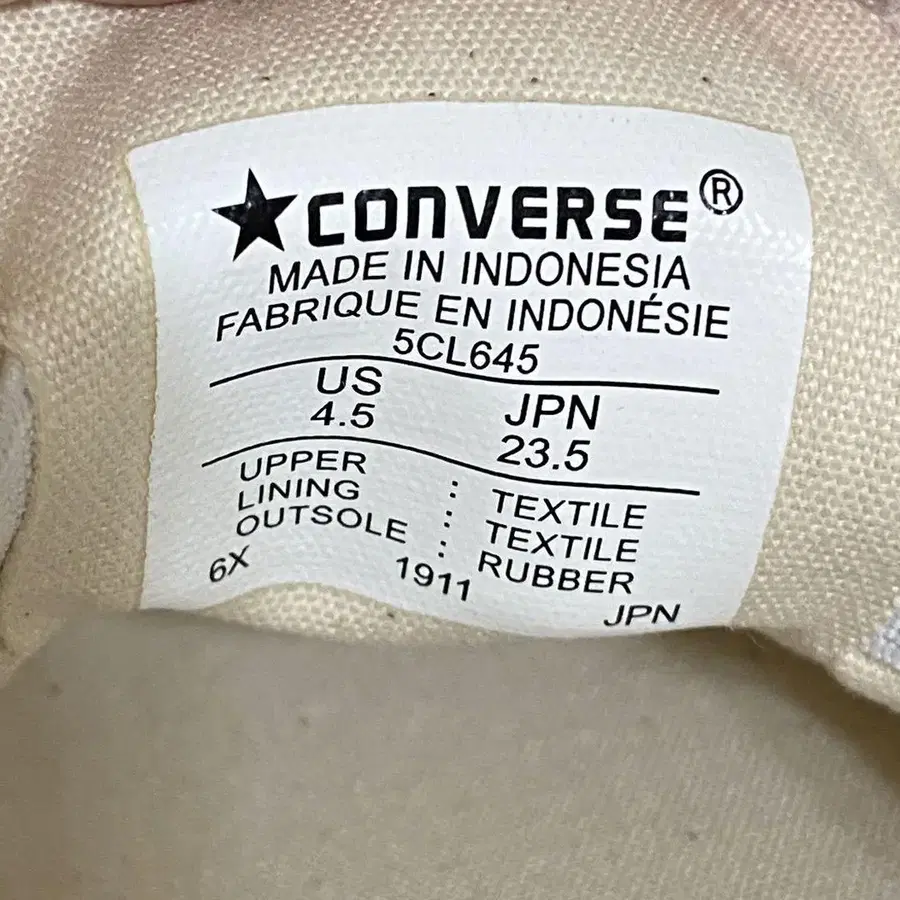 CONVERSE®
MADE IN INDONESIA
FABRIQUE EN INDONÉSIE
5CL645
US JPN
4.5 23.5
UPPER : TEXTILE
LINING : TEXTILE
OUTSOLE : RUBBER
6X 1911 JPN